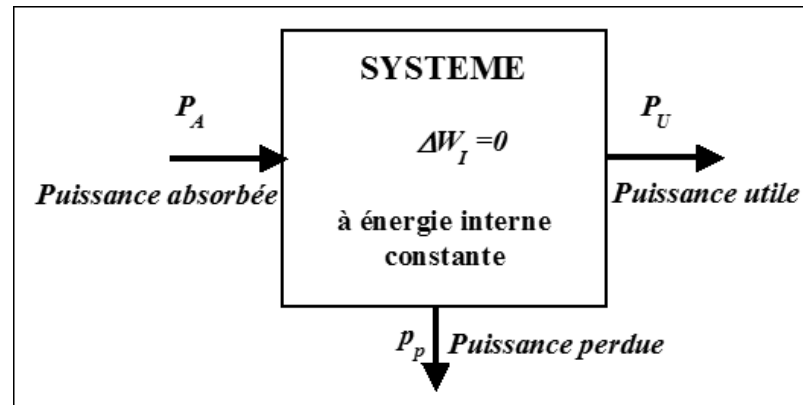 SYSTEME
P_A
P_U
ΔW_I =0
Puissance absorbée
Puissance utile
à énergie interne
constante
p_p Puissance perdue